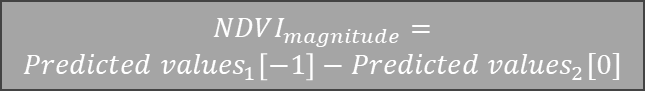 NDVI_magnitude =
Predicted values_1[−1] − Predicted values_2[0]